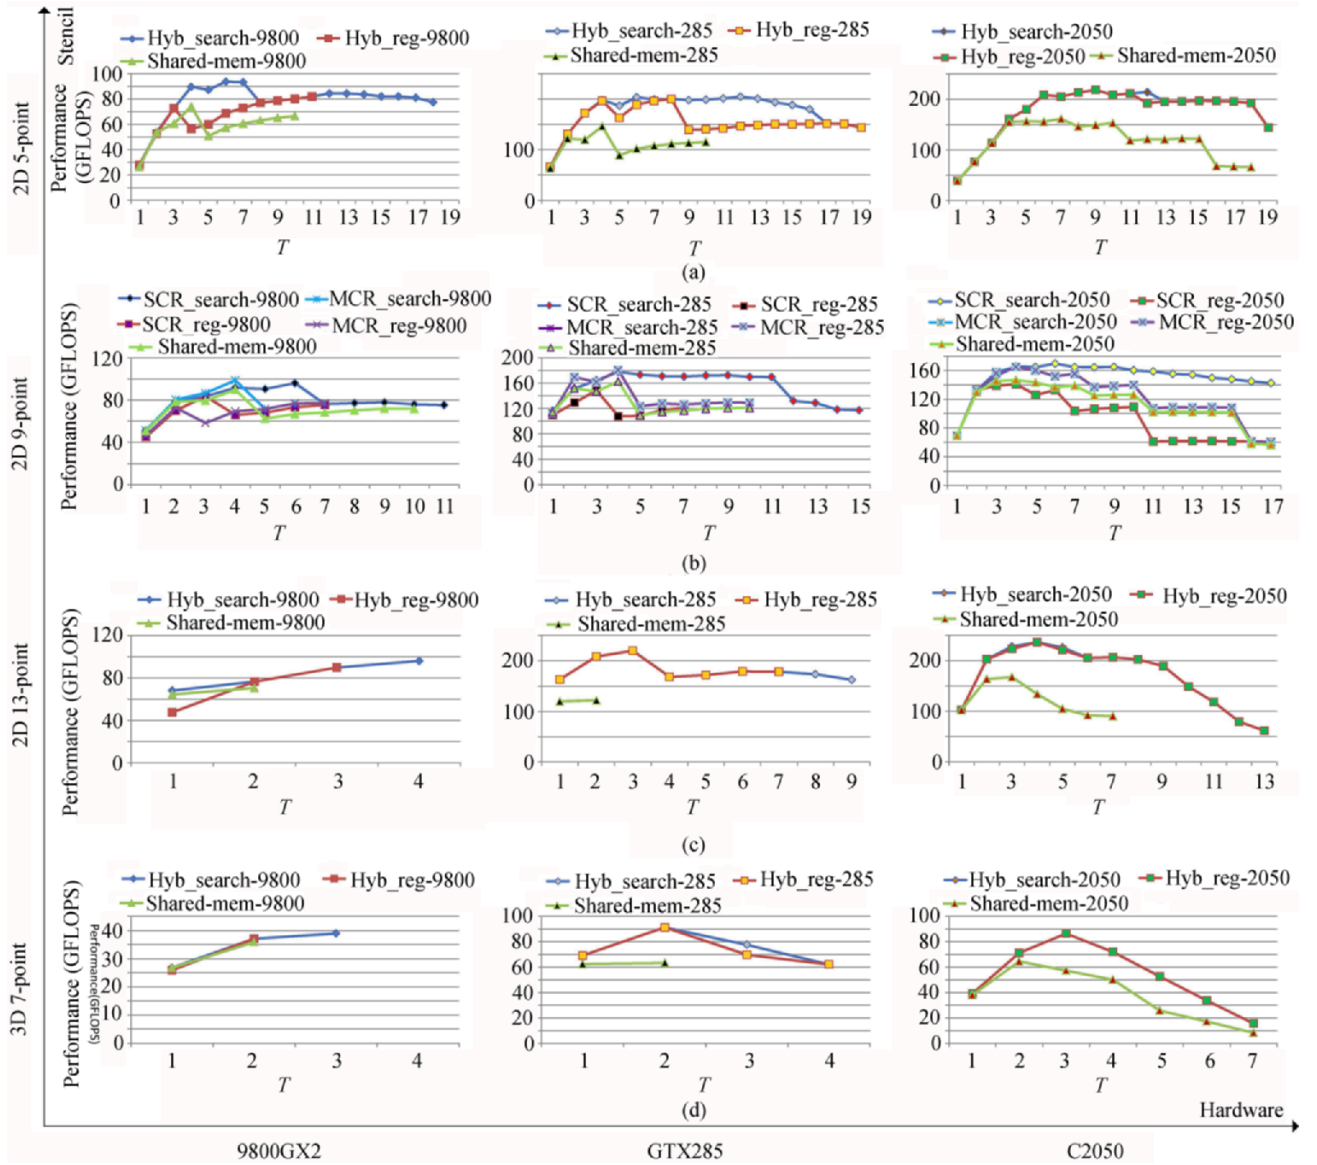 Stencil
Hyb_search-9800 Hyb_reg-9800
Shared-mem-9800
2D 5-point
Performance (GFLOPS)
100
80
60
40
20
0
1 3 5 7 9 11 13 15 17 19
T
Hyb_search-285 Hyb_reg-285
Shared-mem-285
200
100
0
1 3 5 7 9 11 13 15 17 19
T
Hyb_search-2050
Hyb_reg-2050 Shared-mem-2050
200
100
0
1 3 5 7 9 11 13 15 17 19
T
(a)
SCR_search-9800 MCR_search-9800
SCR_reg-9800 MCR_reg-9800
Shared-mem-9800
2D 9-point
Performance (GFLOPS)
120
80
40
0
1 2 3 4 5 6 7 8 9 10 11
T
SCR_search-285 SCR_reg-285
MCR_search-285 MCR_reg-285
Shared-mem-285
200
160
120
80
40
0
1 3 5 7 9 11 13 15
T
SCR_search-2050 SCR_reg-2050
MCR_search-2050 MCR_reg-2050
Shared-mem-2050
160
120
80
40
0
1 3 5 7 9 11 13 15 17
T
(b)
Hyb_search-9800 Hyb_reg-9800
Shared-mem-9800
2D 13-point
Performance (GFLOPS)
120
80
40
0
1 2 3 4
T
Hyb_search-285 Hyb_reg-285
Shared-mem-285
200
100
0
1 2 3 4 5 6 7 8 9
T
Hyb_search-2050 Hyb_reg-2050
Shared-mem-2050
200
100
0
1 3 5 7 9 11 13
T
(c)
Hyb_search-9800 Hyb_reg-9800
Shared-mem-9800
3D 7-point
Performance (GFLOPS)
Performance(GFLOPS)
40
30
20
10
0
1 2 3 4
T
Hyb_search-285 Hyb_reg-285
Shared-mem-285
100
80
60
40
20
0
1 2 3 4
T
Hyb_search-2050 Hyb_reg-2050
Shared-mem-2050
100
80
60
40
20
0
1 2 3 4 5 6 7
T
(d)
Hardware
9800GX2 GTX285 C2050